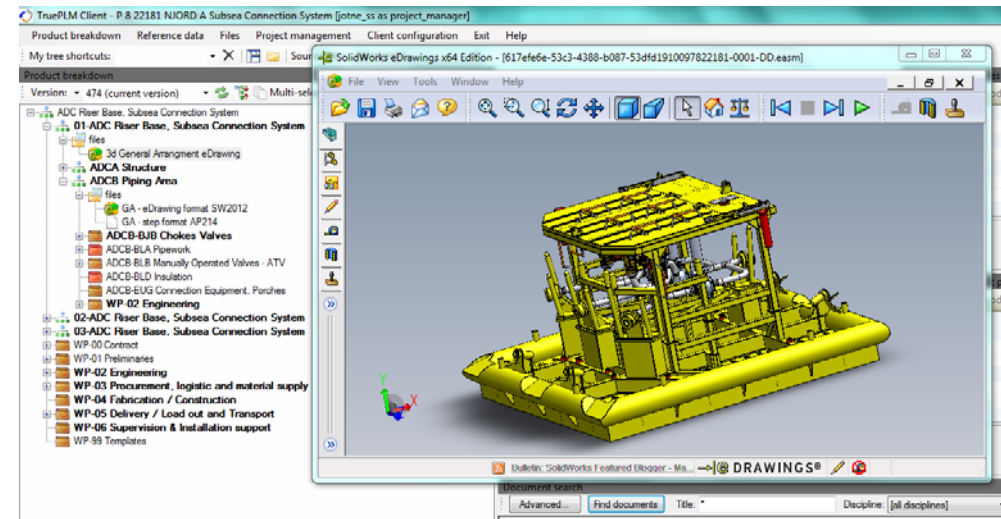 TruePLM Client - P 8 22181 NJORD A Subsea Connection System [jotne_ss as project_manager]
Product breakdown Reference data Files Project management Client configuration Exit Help
My tree shortcuts:
Product breakdown
Version: 474 (current version) Multi-sele
ADC Riser Base, Subsea Connection System
01-ADC Riser Base, Subsea Connection System
files
3d General Arrangment eDrawing
ADCA Structure
ADCB Piping Area
files
GA - eDrawing format SW2012
GA - step format AP214
ADCB-BJB Chokes Valves
ADCB-BLA Pipework
ADCB-BLB Manually Operated Valves - ATV
ADCB-BLD Insulation
ADCB-EUG Connection Equipment, Porches
WP-02 Engineering
02-ADC Riser Base, Subsea Connection System
03-ADC Riser Base, Subsea Connection System
WP-00 Contract
WP-01 Preliminaries
WP-02 Engineering
WP-03 Procurement, logistic and material supply
WP-04 Fabrication / Construction
WP-05 Delivery / Load out and Transport
WP-06 Supervision & Installation support
WP-99 Templates
SolidWorks eDrawings x64 Edition - [617efe6e-53c3-4388-b087-53dfd1910097822181-0001-DD.easm]
File View Tools Window Help
Y
X
Bulletin: SolidWorks Featured Blogger - Ma... DRAWINGS®
Document search
Advanced... Find documents Title: * Discipline: [all disciplines]